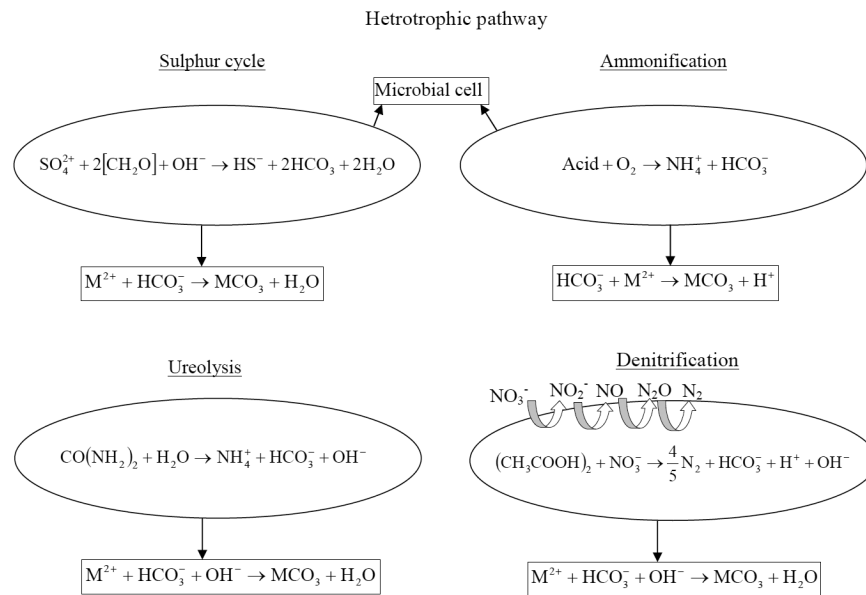 Hetrotrophic pathway
Sulphur cycle
Ammonification
Microbial cell
SO₄²⁺ + 2[CH₂O] + OH⁻ → HS⁻ + 2HCO₃ + 2H₂O
Acid + O₂ → NH₄⁺ + HCO₃⁻
M²⁺ + HCO₃⁻ → MCO₃ + H₂O
HCO₃⁻ + M²⁺ → MCO₃ + H⁺
Ureolysis
Denitrification
NO₃⁻ NO₂⁻ NO N₂O N₂
CO(NH₂)₂ + H₂O → NH₄⁺ + HCO₃⁻ + OH⁻
(CH₃COOH)₂ + NO₃⁻ → 4/5 N₂ + HCO₃⁻ + H⁺ + OH⁻
M²⁺ + HCO₃⁻ + OH⁻ → MCO₃ + H₂O
M²⁺ + HCO₃⁻ + OH⁻ → MCO₃ + H₂O